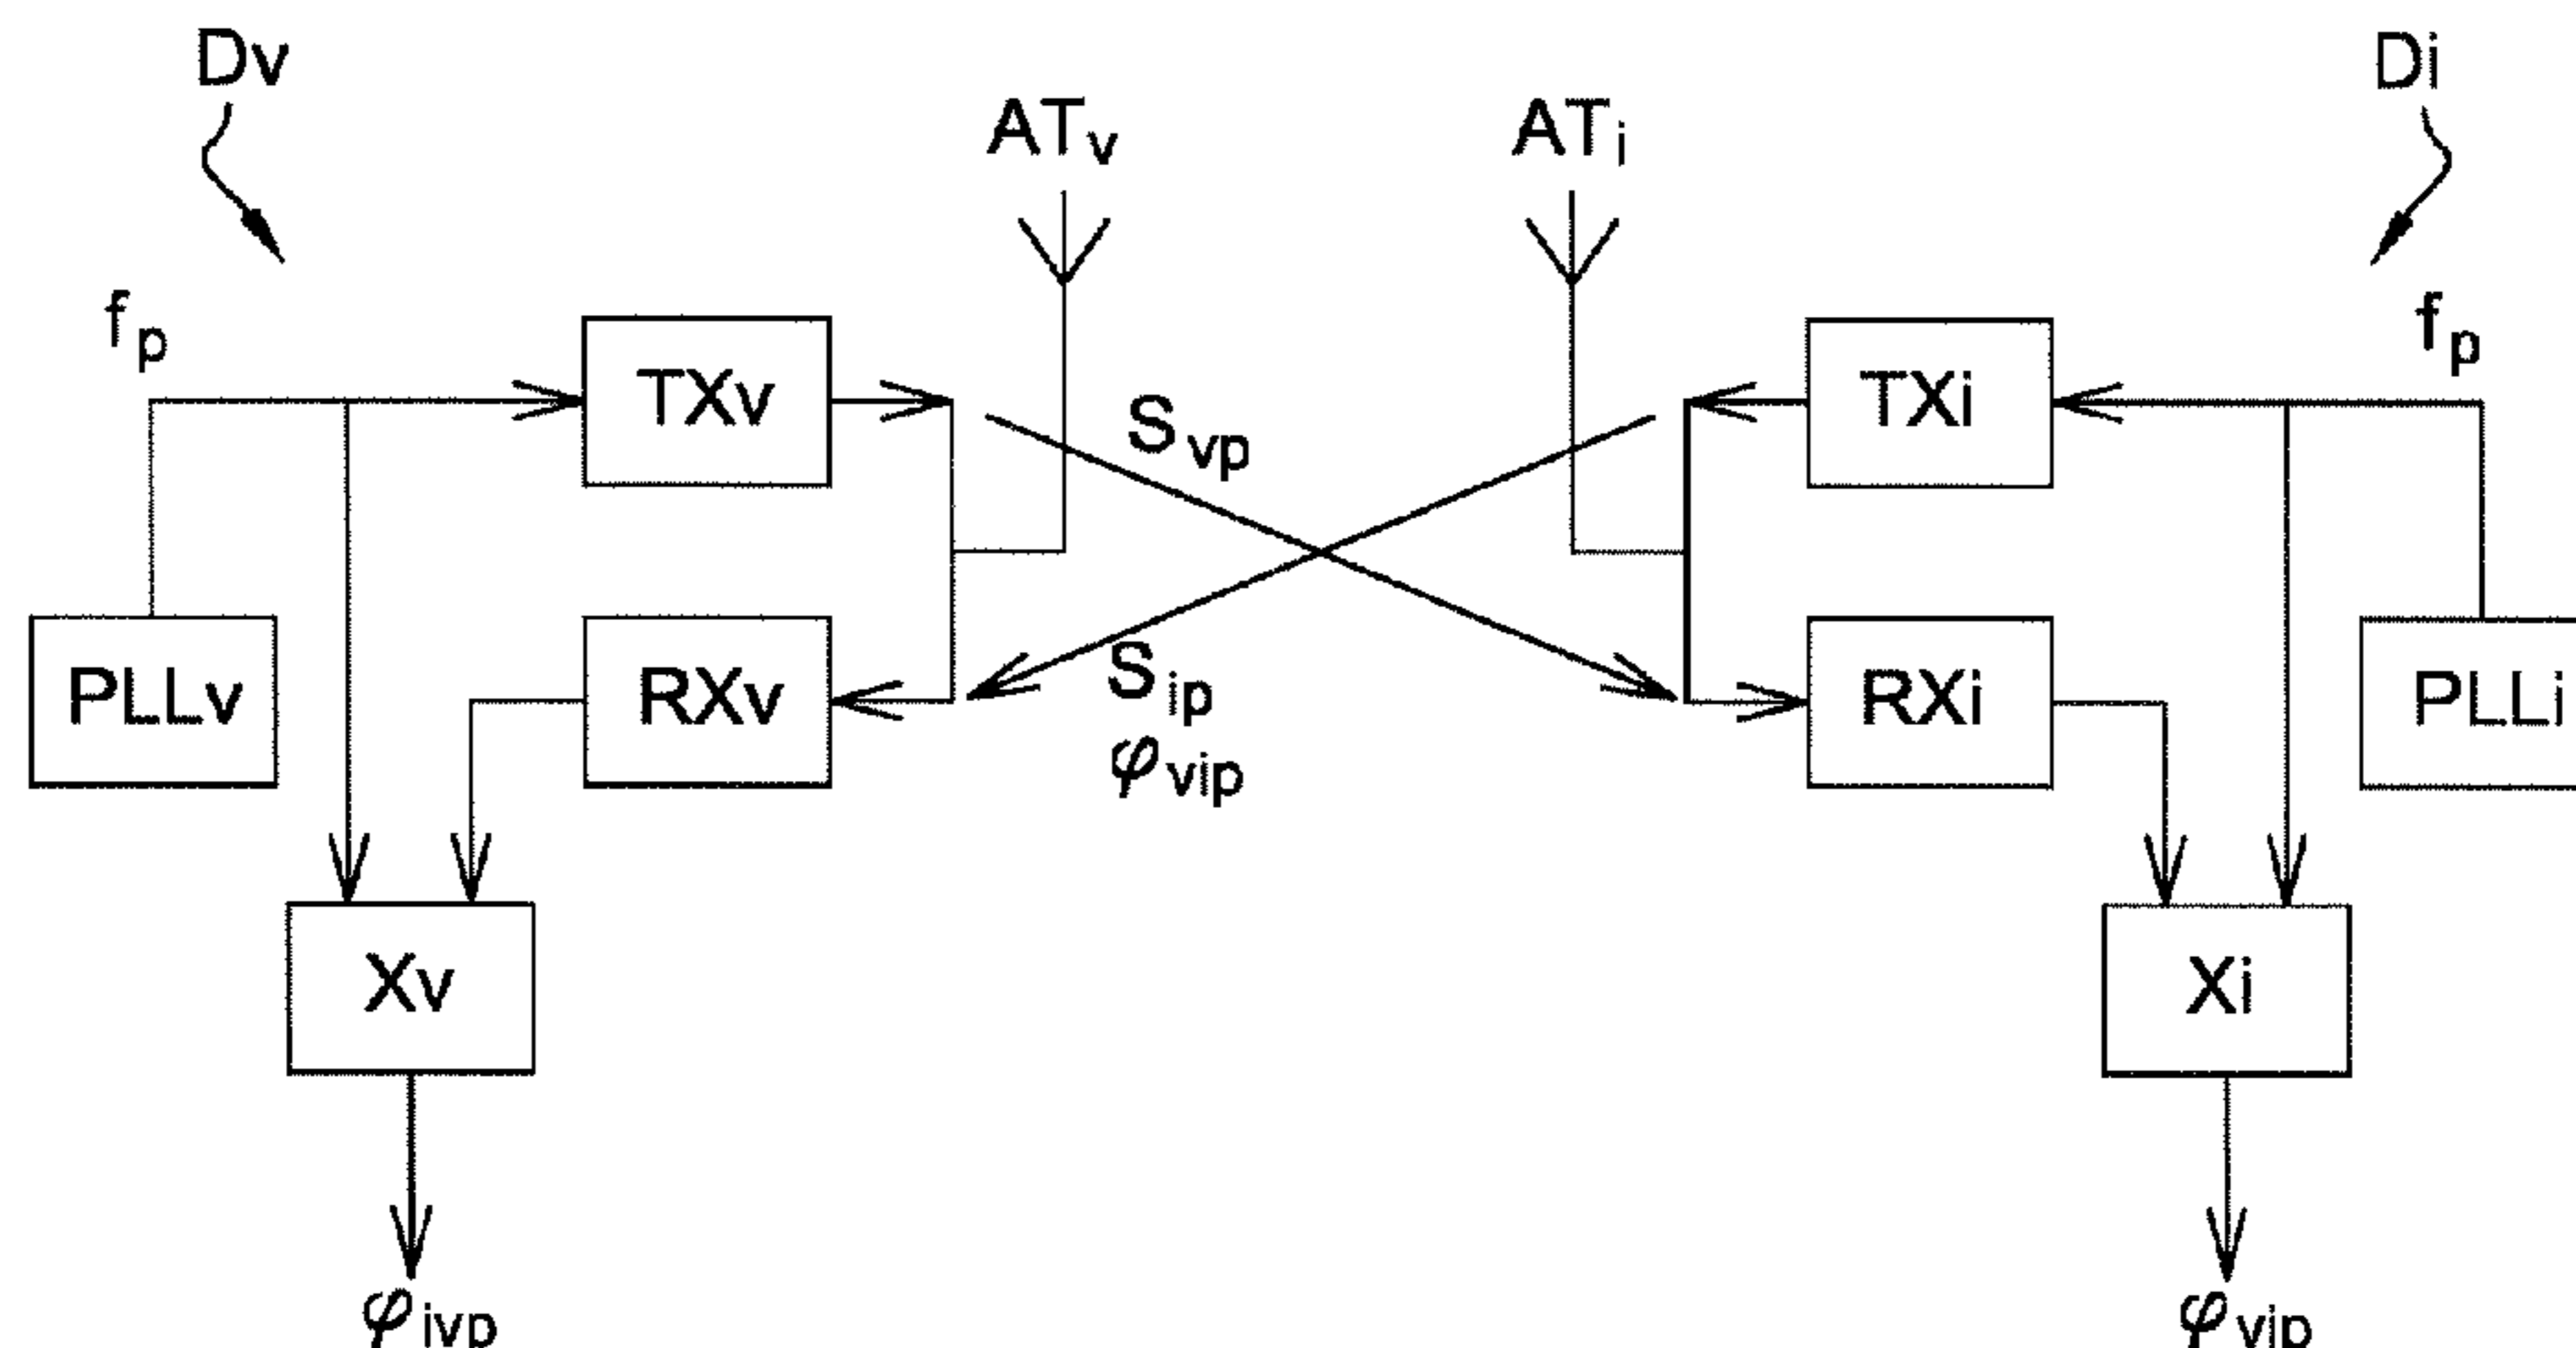 Dv
Di
ATv
ATi
fp
fp
TXv
Svp
TXi
PLLv
RXv
Sip
φvip
RXi
PLLi
Xv
Xi
φivp
φvip